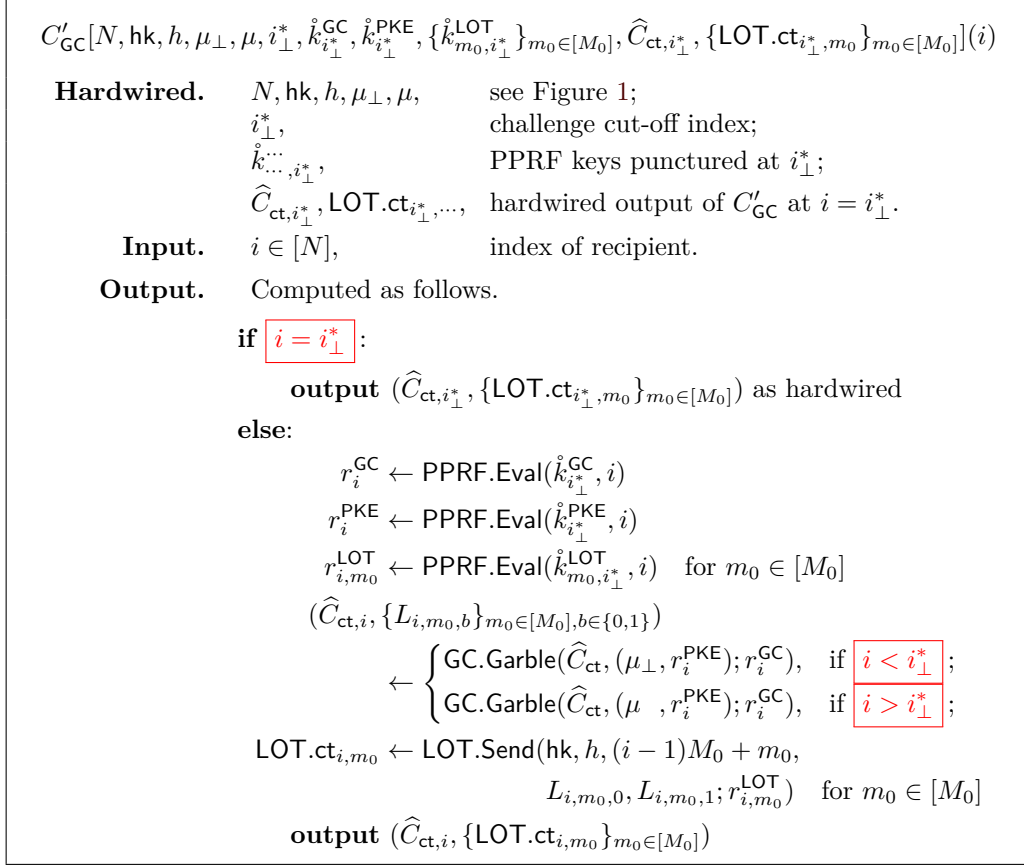 C′_GC[N, hk, h, μ_⊥, μ, i*_⊥, k̊^GC_{i*_⊥}, k̊^PKE_{i*_⊥}, {k̊^LOT_{m_0,i*_⊥}}_{m_0∈[M_0]}, Ĉ_{ct,i*_⊥}, {LOT.ct_{i*_⊥,m_0}}_{m_0∈[M_0]}](i)
Hardwired. N, hk, h, μ_⊥, μ, see Figure 1;
i*_⊥, challenge cut-off index;
k̊^{...}_{...,i*_⊥}, PPRF keys punctured at i*_⊥;
Ĉ_{ct,i*_⊥}, LOT.ct_{i*_⊥,...}, hardwired output of C′_GC at i = i*_⊥.
Input. i ∈ [N], index of recipient.
Output. Computed as follows.
if i = i*_⊥ :
output (Ĉ_{ct,i*_⊥}, {LOT.ct_{i*_⊥,m_0}}_{m_0∈[M_0]}) as hardwired
else:
r^GC_i ← PPRF.Eval(k̊^GC_{i*_⊥}, i)
r^PKE_i ← PPRF.Eval(k̊^PKE_{i*_⊥}, i)
r^LOT_{i,m_0} ← PPRF.Eval(k̊^LOT_{m_0,i*_⊥}, i) for m_0 ∈ [M_0]
(Ĉ_{ct,i}, {L_{i,m_0,b}}_{m_0∈[M_0],b∈{0,1}})
← { GC.Garble(Ĉ_ct, (μ_⊥, r^PKE_i); r^GC_i), if i < i*_⊥ ;
GC.Garble(Ĉ_ct, (μ , r^PKE_i); r^GC_i), if i > i*_⊥ ;
LOT.ct_{i,m_0} ← LOT.Send(hk, h, (i − 1)M_0 + m_0,
L_{i,m_0,0}, L_{i,m_0,1}; r^LOT_{i,m_0}) for m_0 ∈ [M_0]
output (Ĉ_{ct,i}, {LOT.ct_{i,m_0}}_{m_0∈[M_0]})